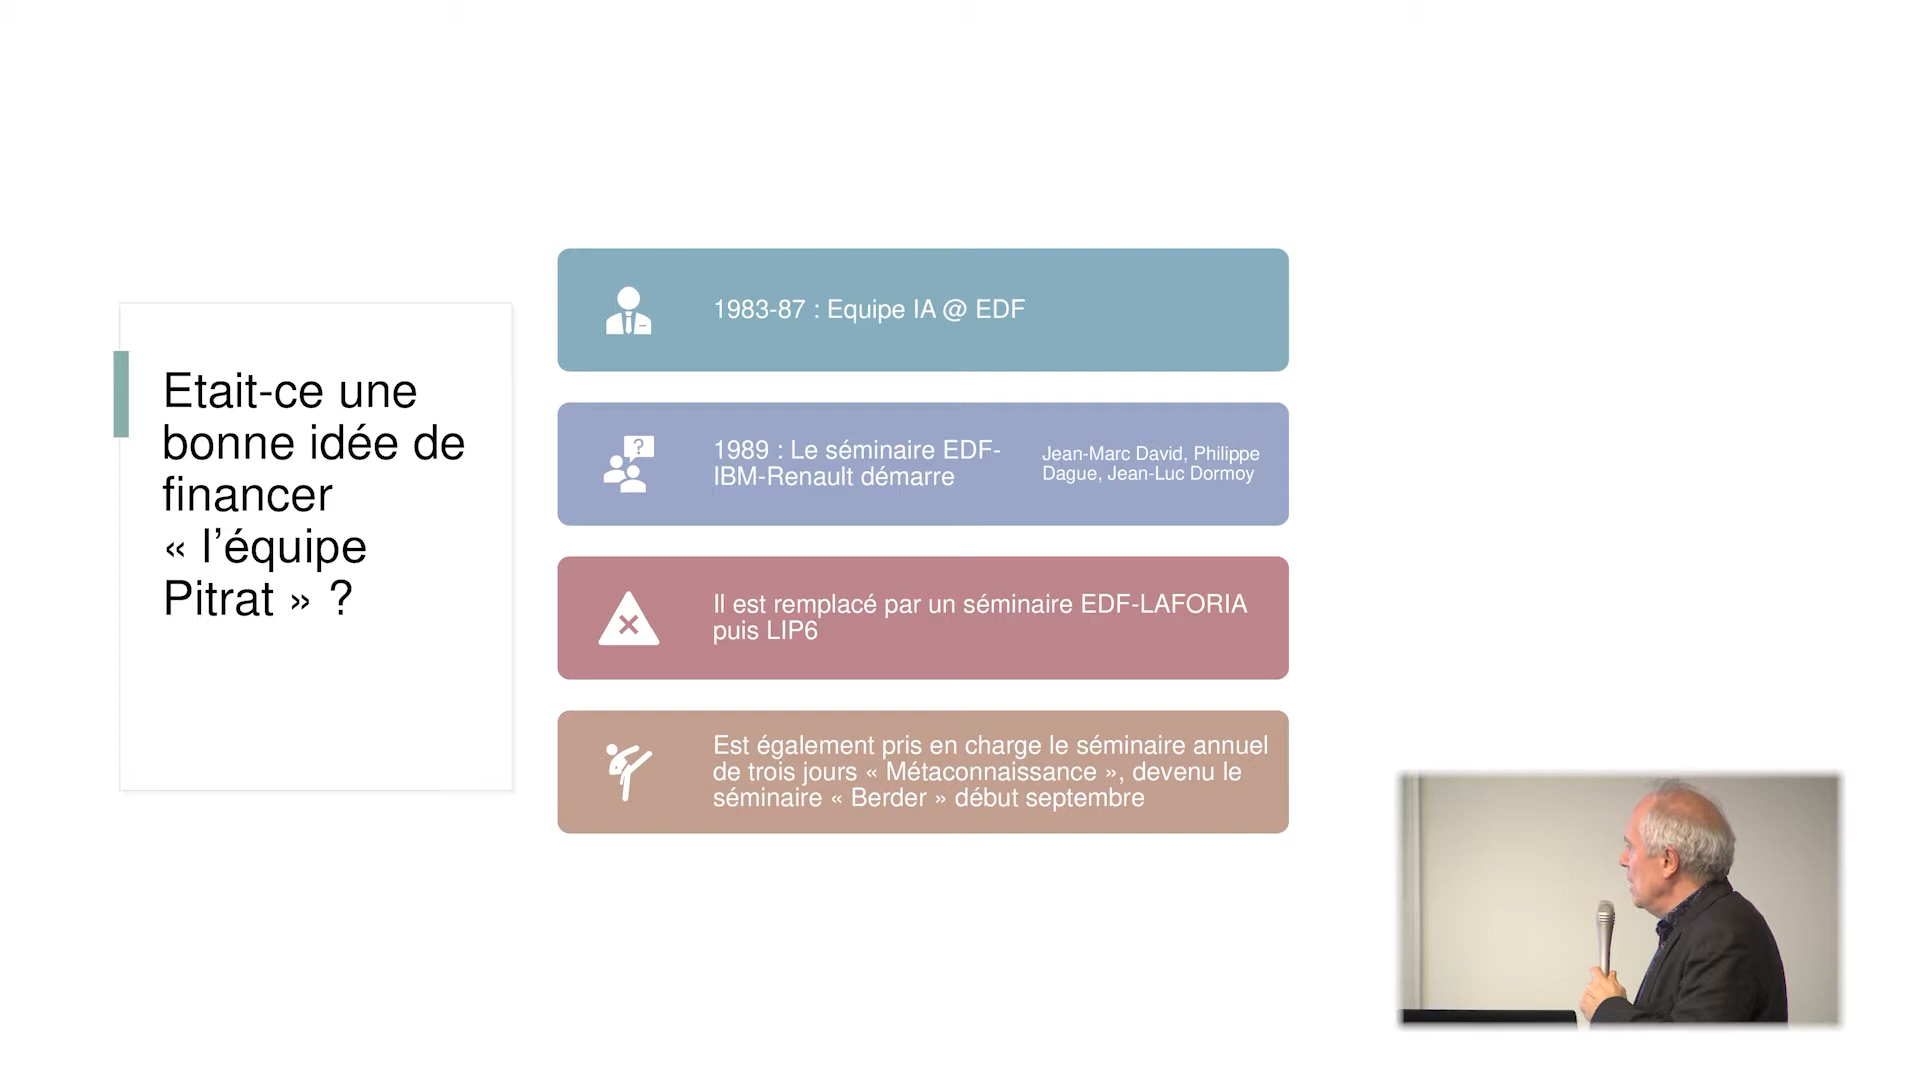 Etait-ce une
bonne idée de
financer
« l’équipe
Pitrat » ?
1983-87 : Equipe IA @ EDF
1989 : Le séminaire EDF-
IBM-Renault démarre
Jean-Marc David, Philippe
Dague, Jean-Luc Dormoy
Il est remplacé par un séminaire EDF-LAFORIA
puis LIP6
Est également pris en charge le séminaire annuel
de trois jours « Métaconnaissance », devenu le
séminaire « Berder » début septembre
?